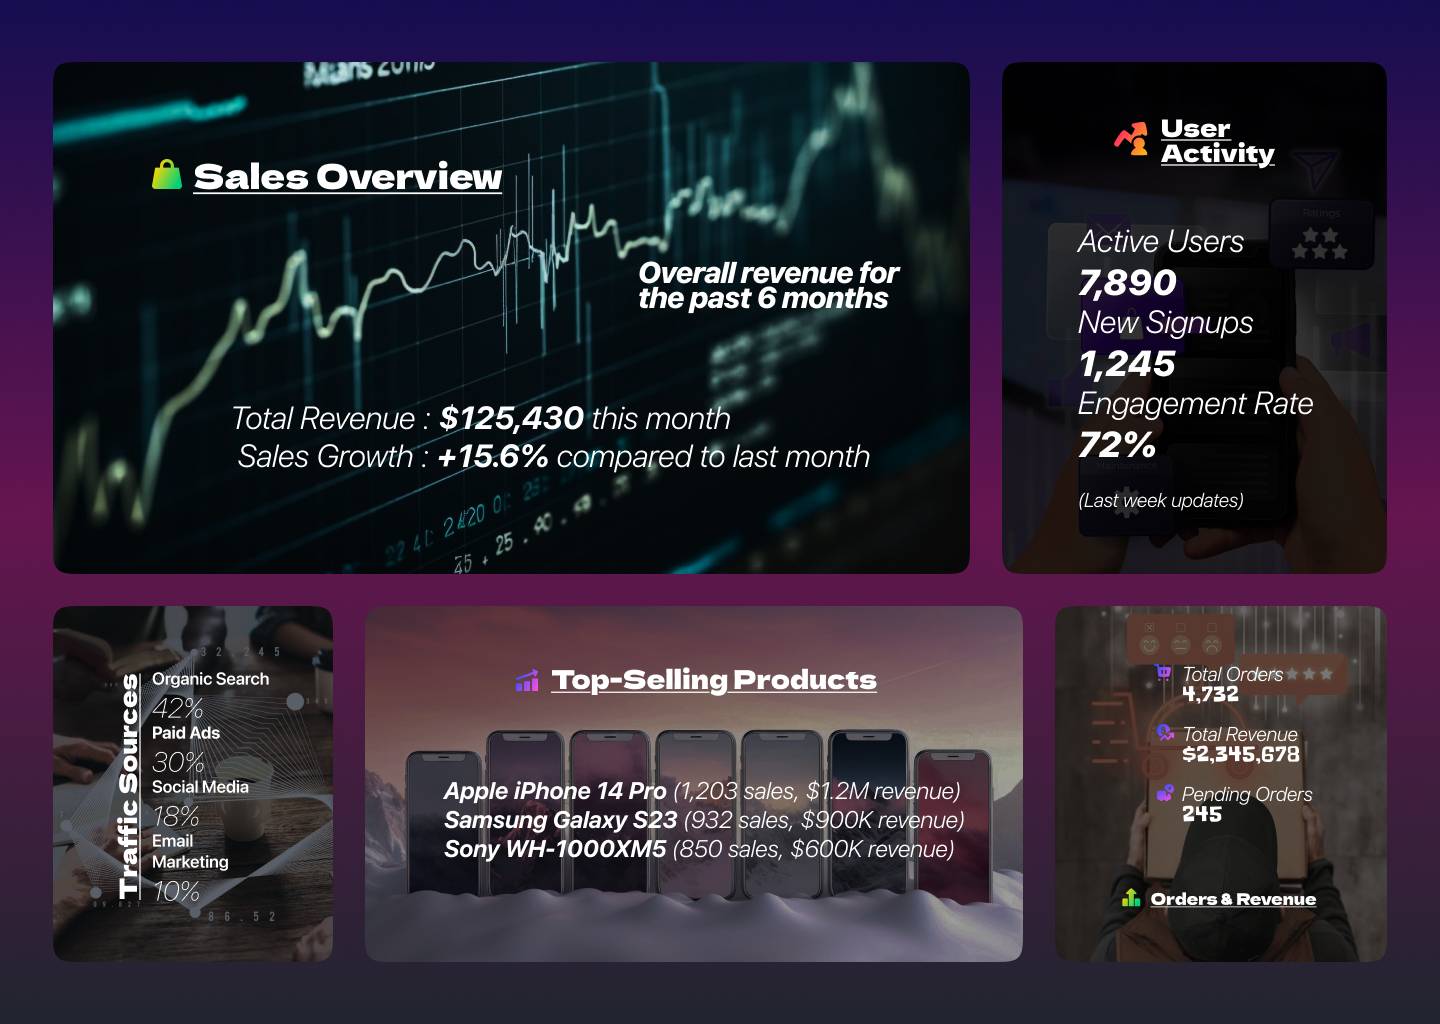 Sales Overview
Overall revenue for
the past 6 months
Total Revenue : $125,430 this month
Sales Growth : +15.6% compared to last month
User
Activity
Ratings
Active Users
7,890
New Signups
1,245
Engagement Rate
72%
Maintenance
(Last week updates)
Traffic Sources
Organic Search
42%
Paid Ads
30%
Social Media
18%
Email
Marketing
10%
86.52
Top-Selling Products
Apple iPhone 14 Pro (1,203 sales, $1.2M revenue)
Samsung Galaxy S23 (932 sales, $900K revenue)
Sony WH-1000XM5 (850 sales, $600K revenue)
Total Orders
4,732
Total Revenue
$2,345,678
Pending Orders
245
Orders & Revenue